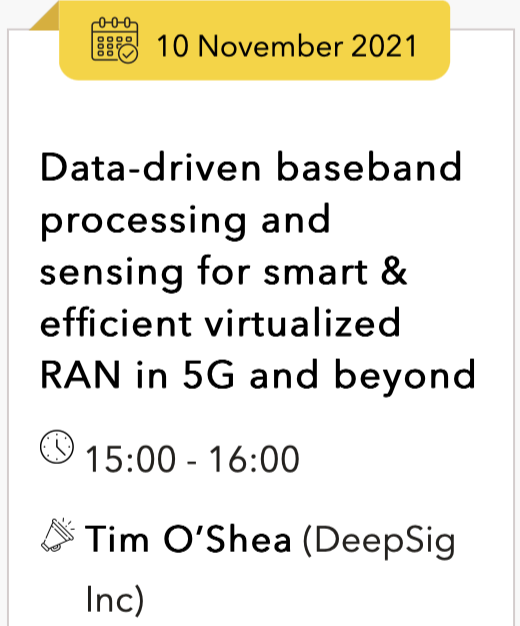 10 November 2021
Data-driven baseband
processing and
sensing for smart &
efficient virtualized
RAN in 5G and beyond
15:00 - 16:00
Tim O’Shea (DeepSig
Inc)